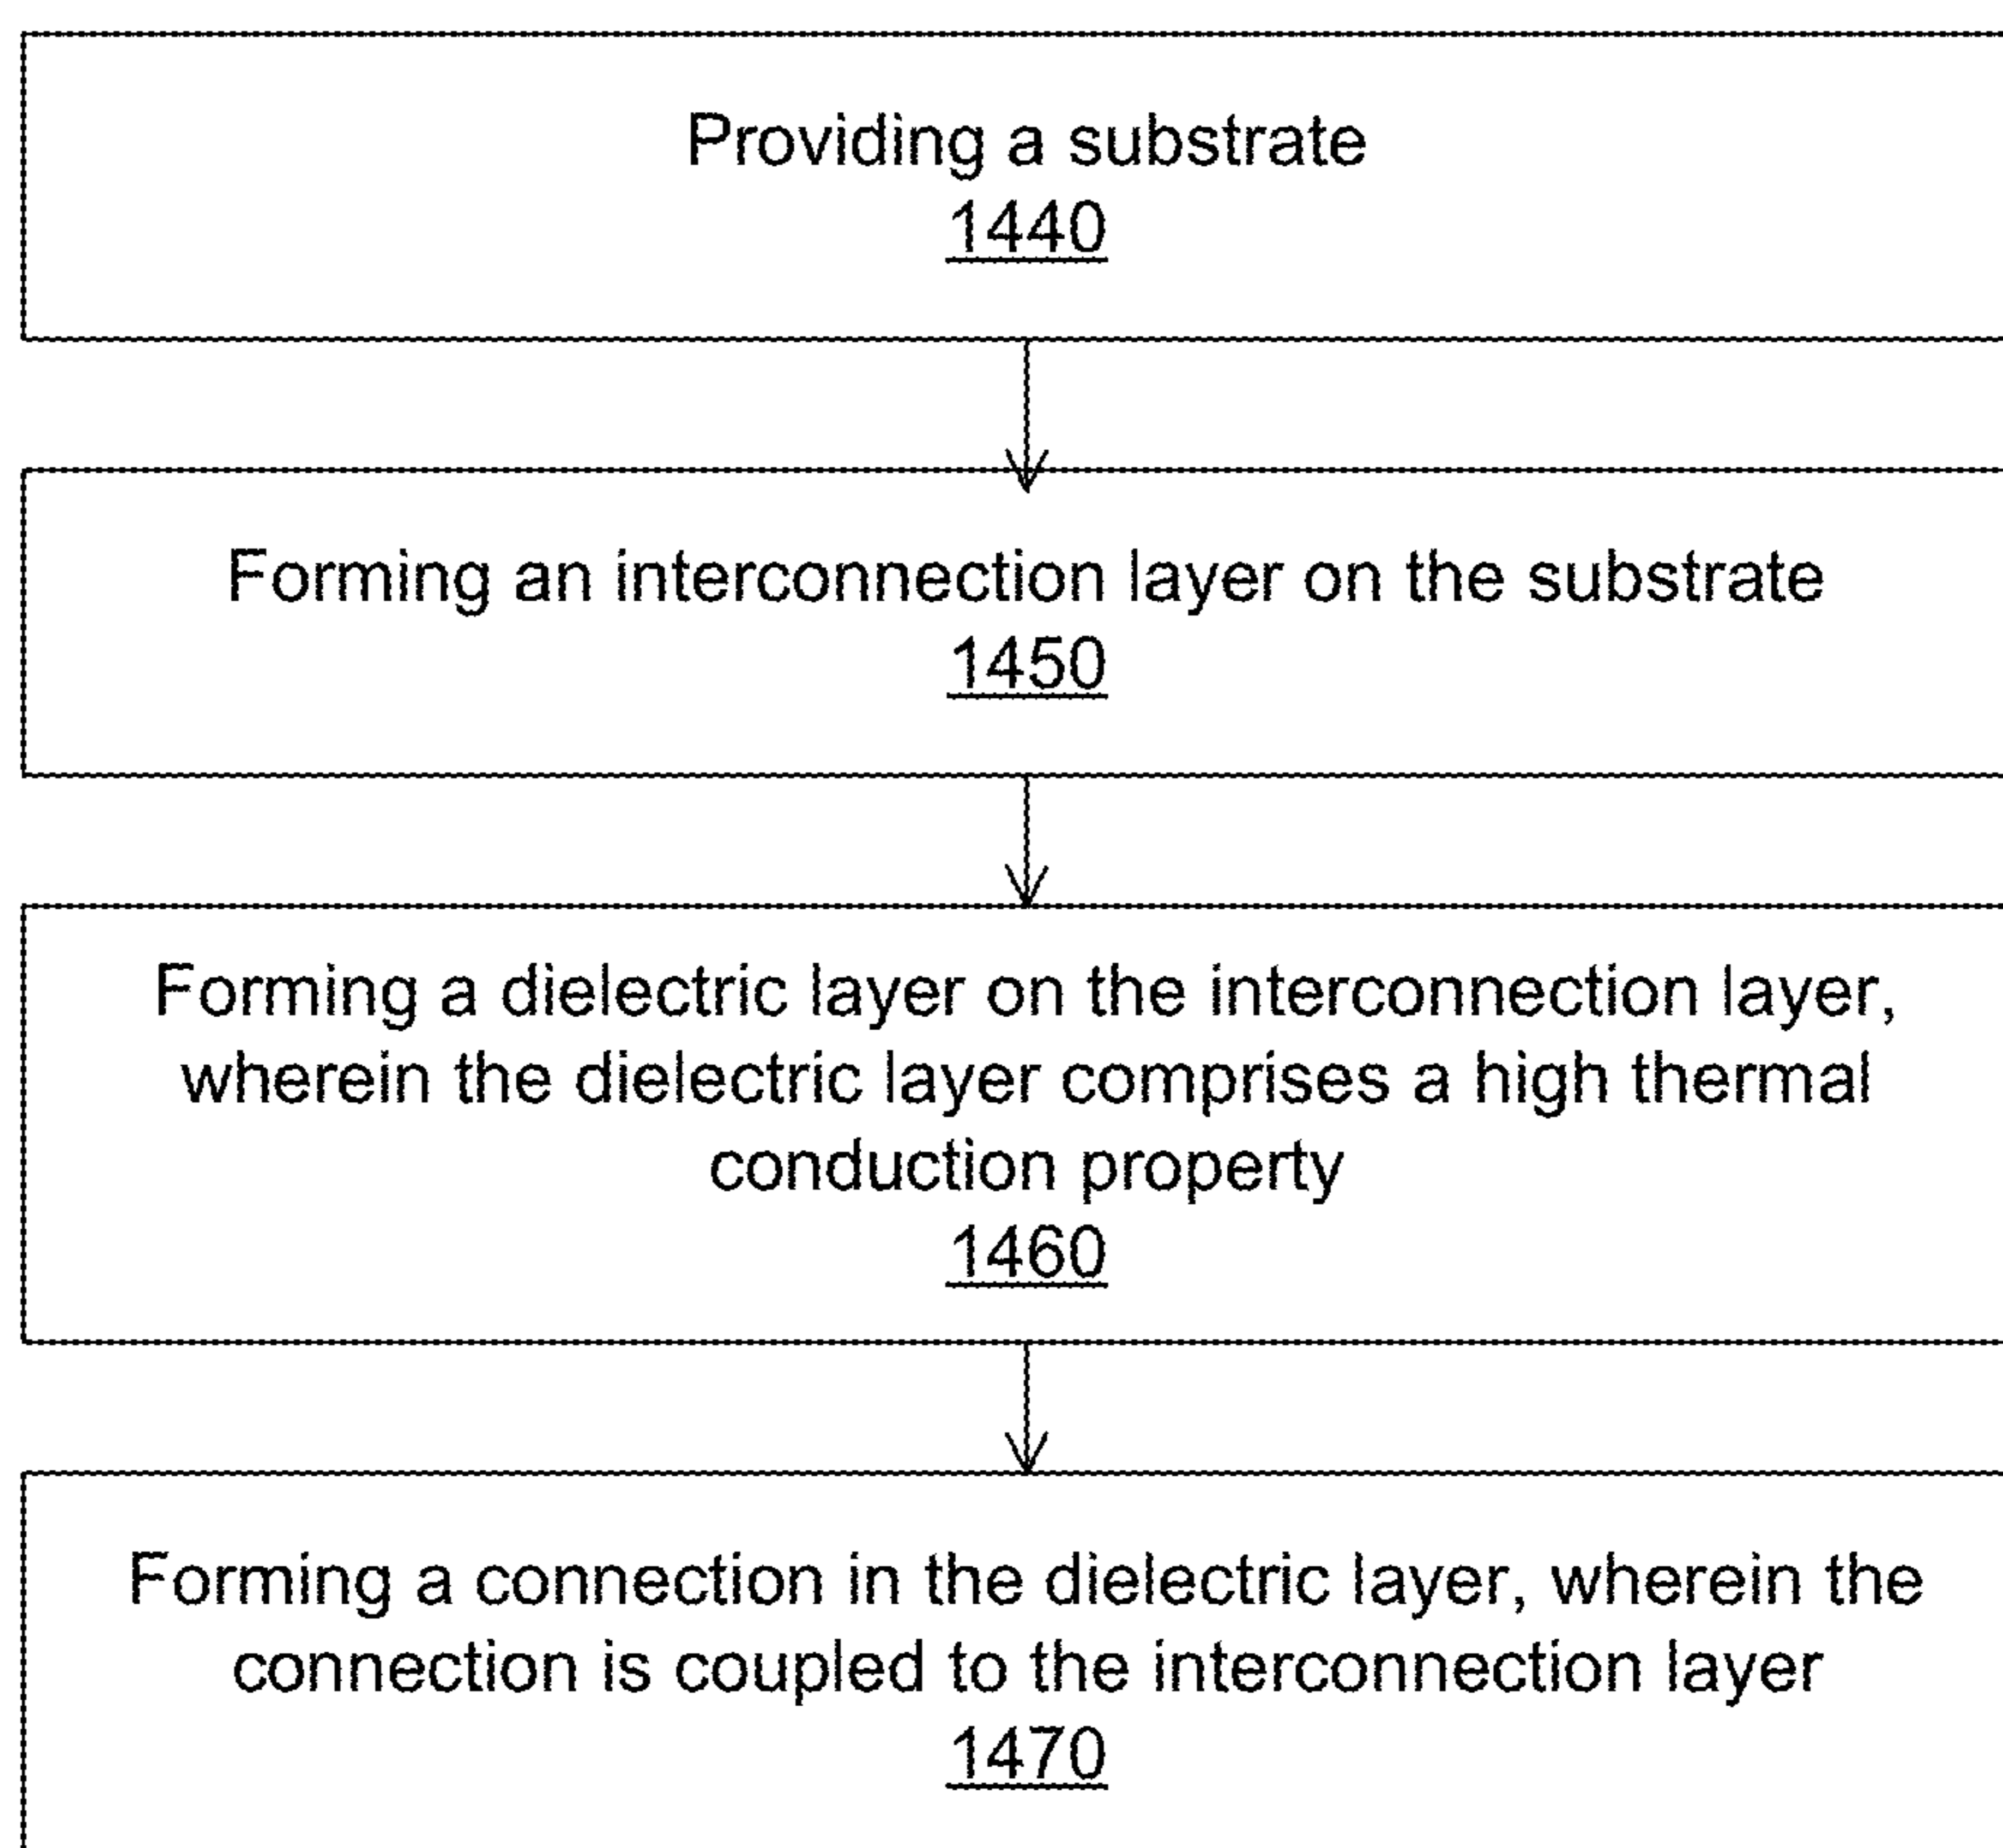 Providing a substrate
1440
Forming an interconnection layer on the substrate
1450
Forming a dielectric layer on the interconnection layer,
wherein the dielectric layer comprises a high thermal
conduction property
1460
Forming a connection in the dielectric layer, wherein the
connection is coupled to the interconnection layer
1470